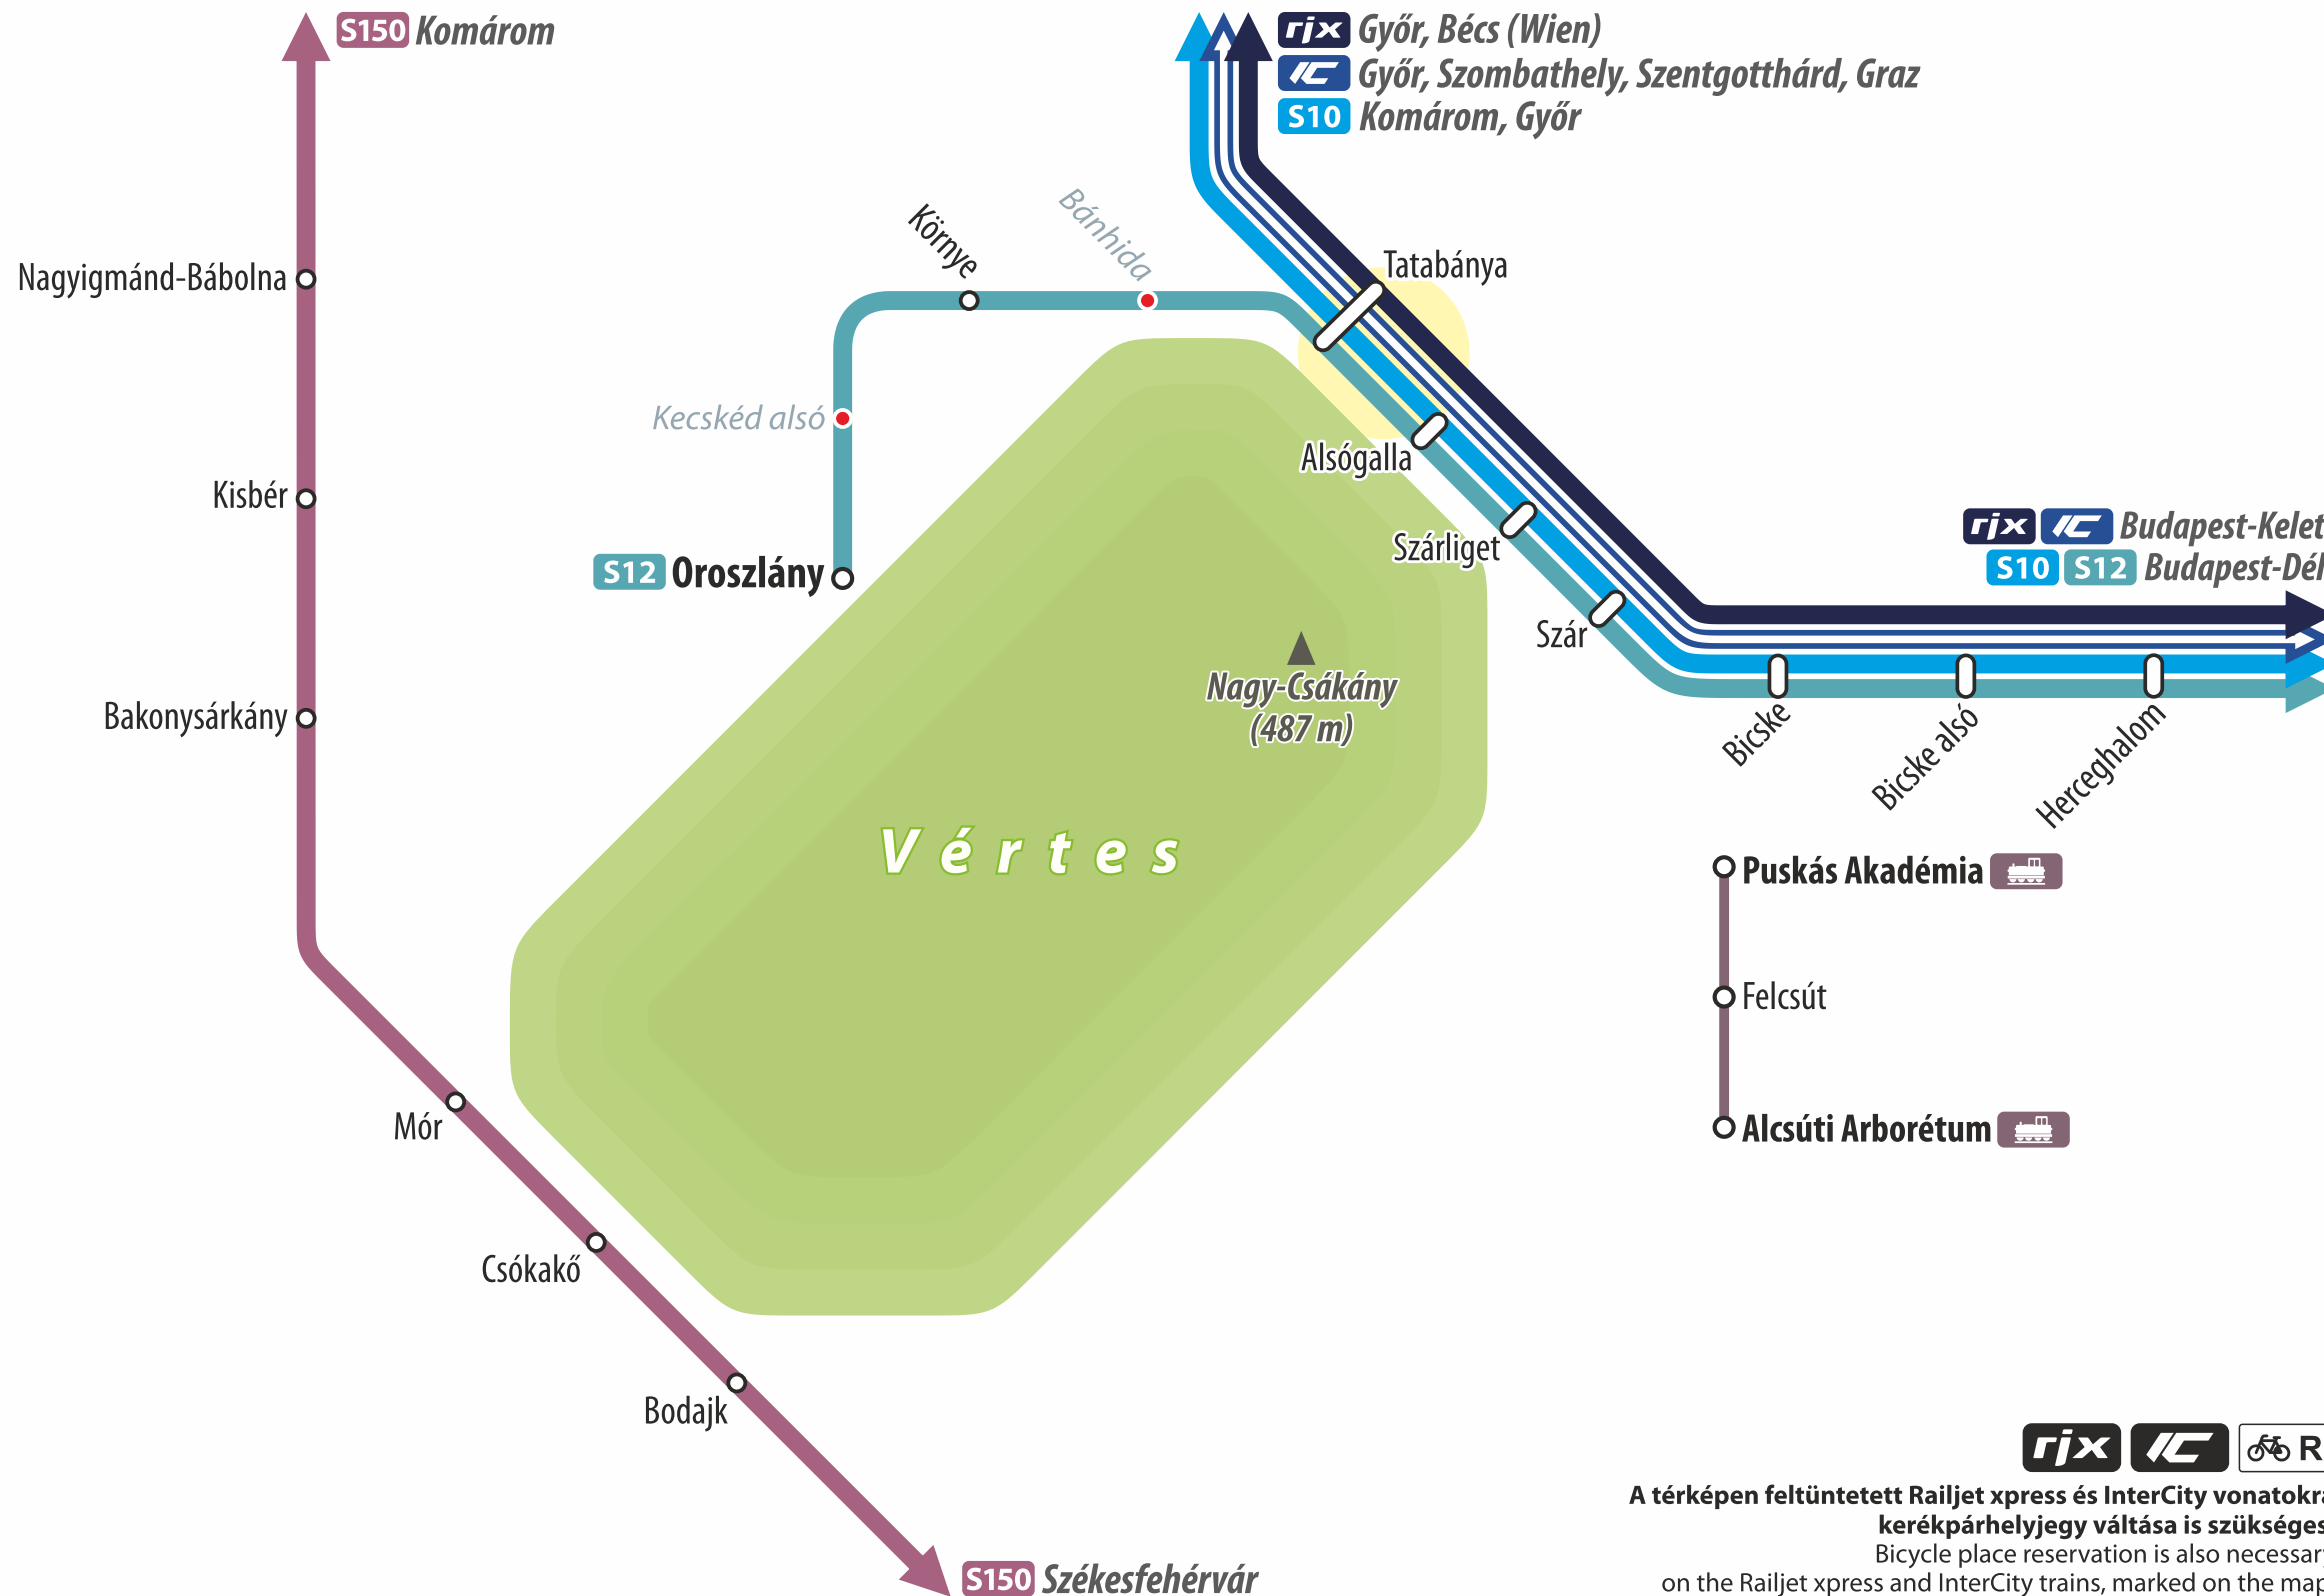 S150 Komárom
rjx Győr, Bécs (Wien)
IC Győr, Szombathely, Szentgotthárd, Graz
S10 Komárom, Győr
Nagyigmánd-Bábolna
Környe
Bánhida
Tatabánya
Kecskéd alsó
Alsógalla
Kisbér
Szárliget
rjx IC Budapest-Kelet
S10 S12 Budapest-Dél
S12 Oroszlány
Szár
Nagy-Csákány
(487 m)
Bakonysárkány
Bicske
Bicske alsó
Herceghalom
Vértes
Puskás Akadémia
Felcsút
Alcsúti Arborétum
Mór
Csókakő
Bodajk
rjx IC R
A térképen feltüntetett Railjet xpress és InterCity vonatokra
kerékpárhelyjegy váltása is szükséges
Bicycle place reservation is also necessary
on the Railjet xpress and InterCity trains, marked on the map
S150 Székesfehérvár